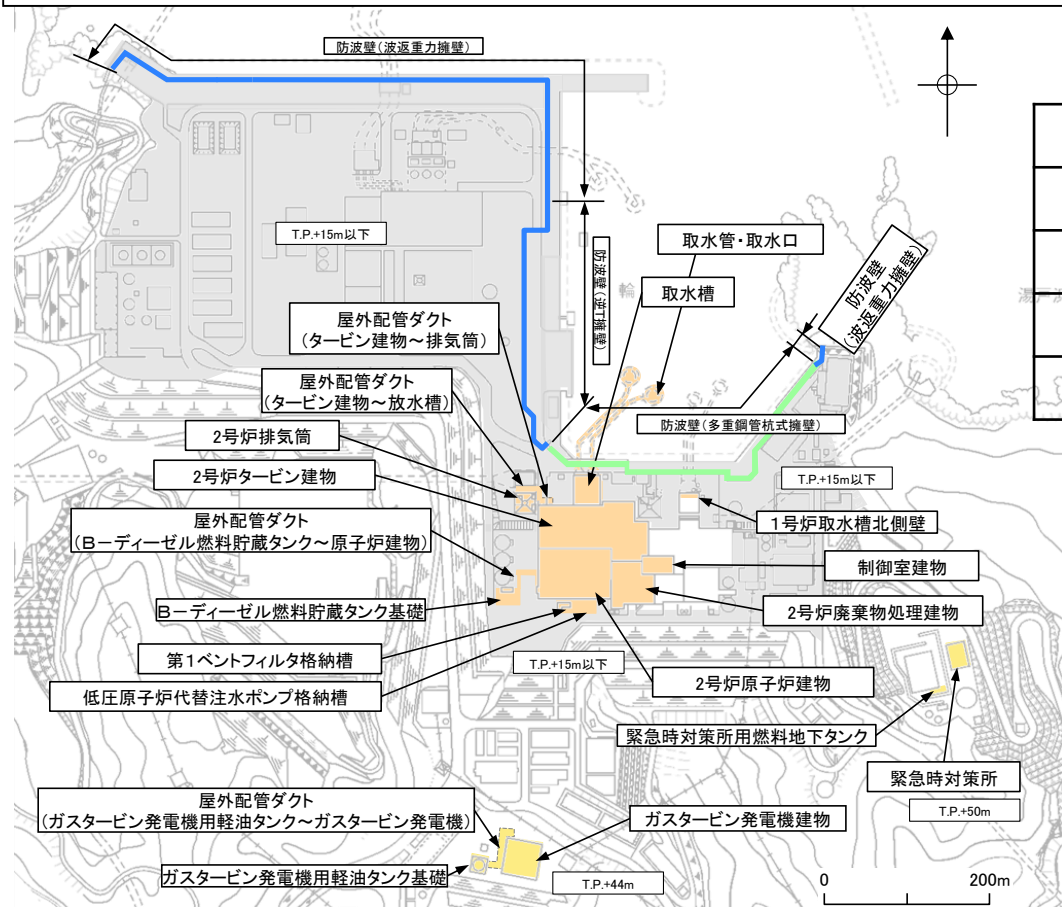 防波壁(波返重力擁壁)
T.P.+15m以下
防波壁(逆T擁壁)
取水管・取水口
取水槽
輪
防波壁
(波返重力擁壁)
屋外配管ダクト
(タービン建物～排気筒)
屋外配管ダクト
(タービン建物～放水槽)
防波壁(多重鋼管杭式擁壁)
2号炉排気筒
2号炉タービン建物
T.P.+15m以下
屋外配管ダクト
(B－ディーゼル燃料貯蔵タンク～原子炉建物)
1号炉取水槽北側壁
制御室建物
B－ディーゼル燃料貯蔵タンク基礎
2号炉廃棄物処理建物
第1ベントフィルタ格納槽
T.P.+15m以下
2号炉原子炉建物
低圧原子炉代替注水ポンプ格納槽
緊急時対策所用燃料地下タンク
緊急時対策所
T.P.+50m
屋外配管ダクト
(ガスタービン発電機用軽油タンク～ガスタービン発電機)
ガスタービン発電機建物
ガスタービン発電機用軽油タンク基礎
T.P.+44m
0 200m